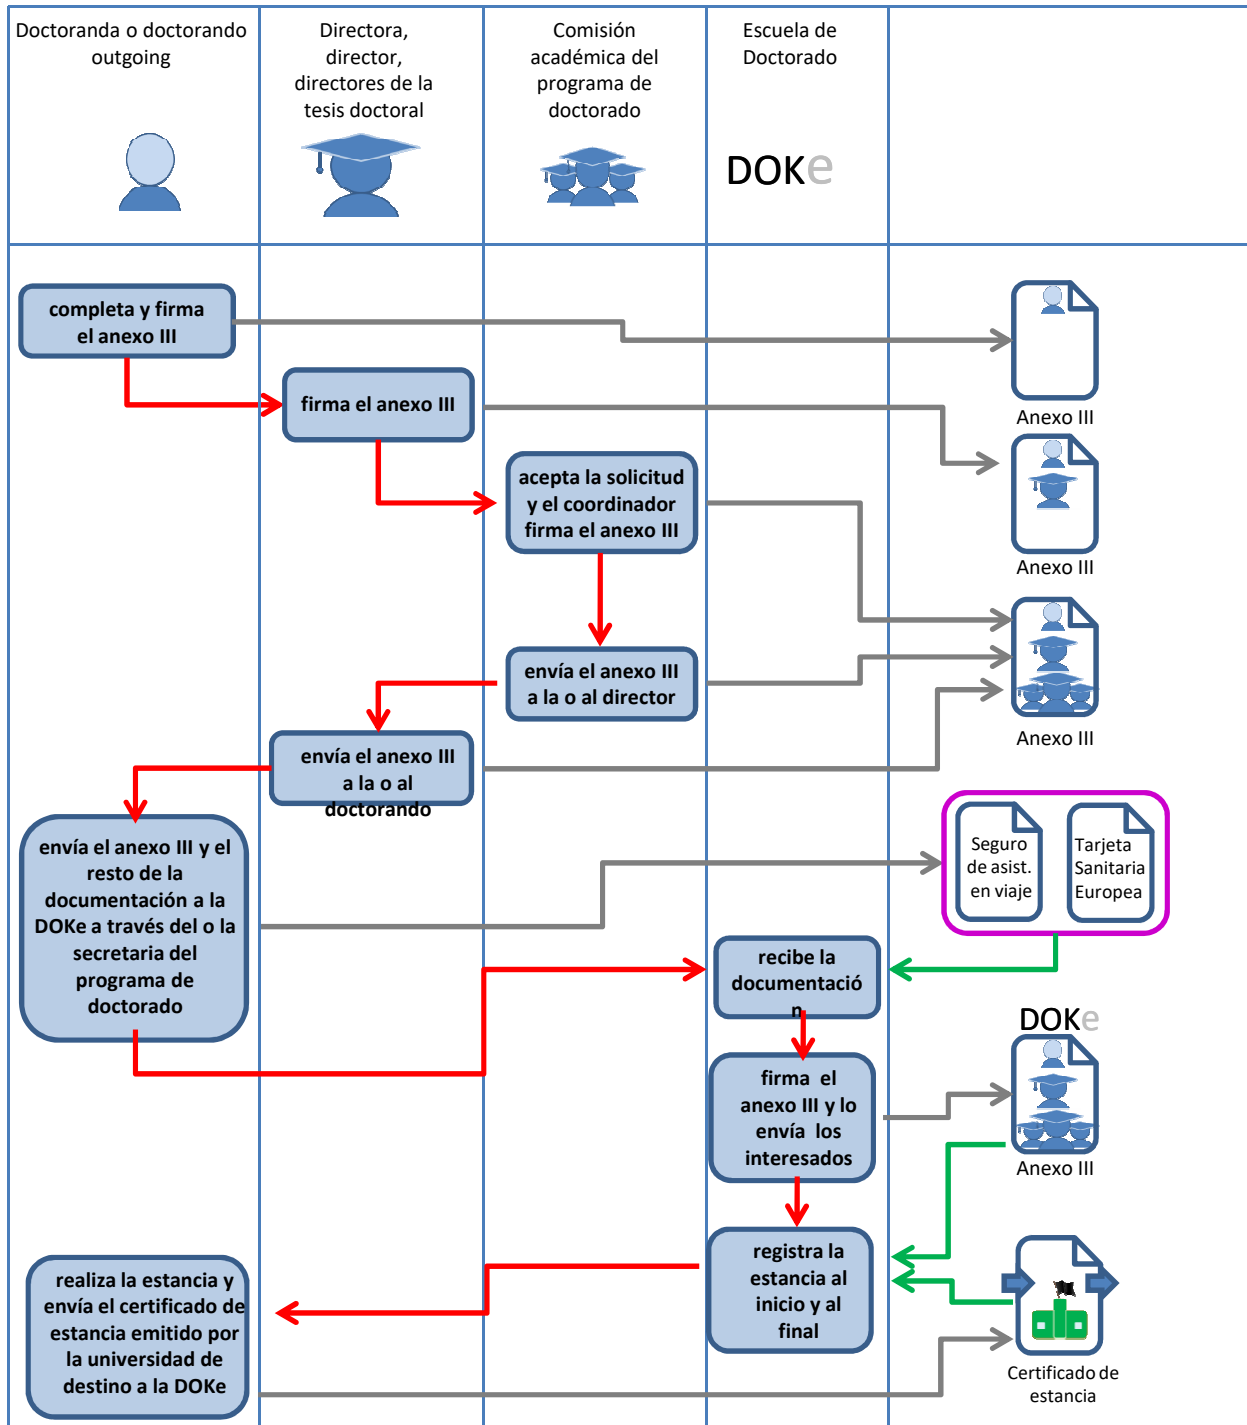 Doctoranda o doctorando
outgoing
Directora,
director,
directores de la
tesis doctoral
Comisión
académica del
programa de
doctorado
Escuela de
Doctorado
DOKe
completa y firma
el anexo III
Anexo III
firma el anexo III
Anexo III
acepta la solicitud
y el coordinador
firma el anexo III
envía el anexo III
a la o al director
Anexo III
envía el anexo III
a la o al
doctorando
envía el anexo III y el
resto de la
documentación a la
DOKe a través del o la
secretaria del
programa de
doctorado
Seguro
de asist.
en viaje
Tarjeta
Sanitaria
Europea
recibe la
documentació
n
DOKe
firma el
anexo III y lo
envía los
interesados
Anexo III
registra la
estancia al
inicio y al
final
realiza la estancia y
envía el certificado de
estancia emitido por
la universidad de
destino a la DOKe
Certificado de
estancia